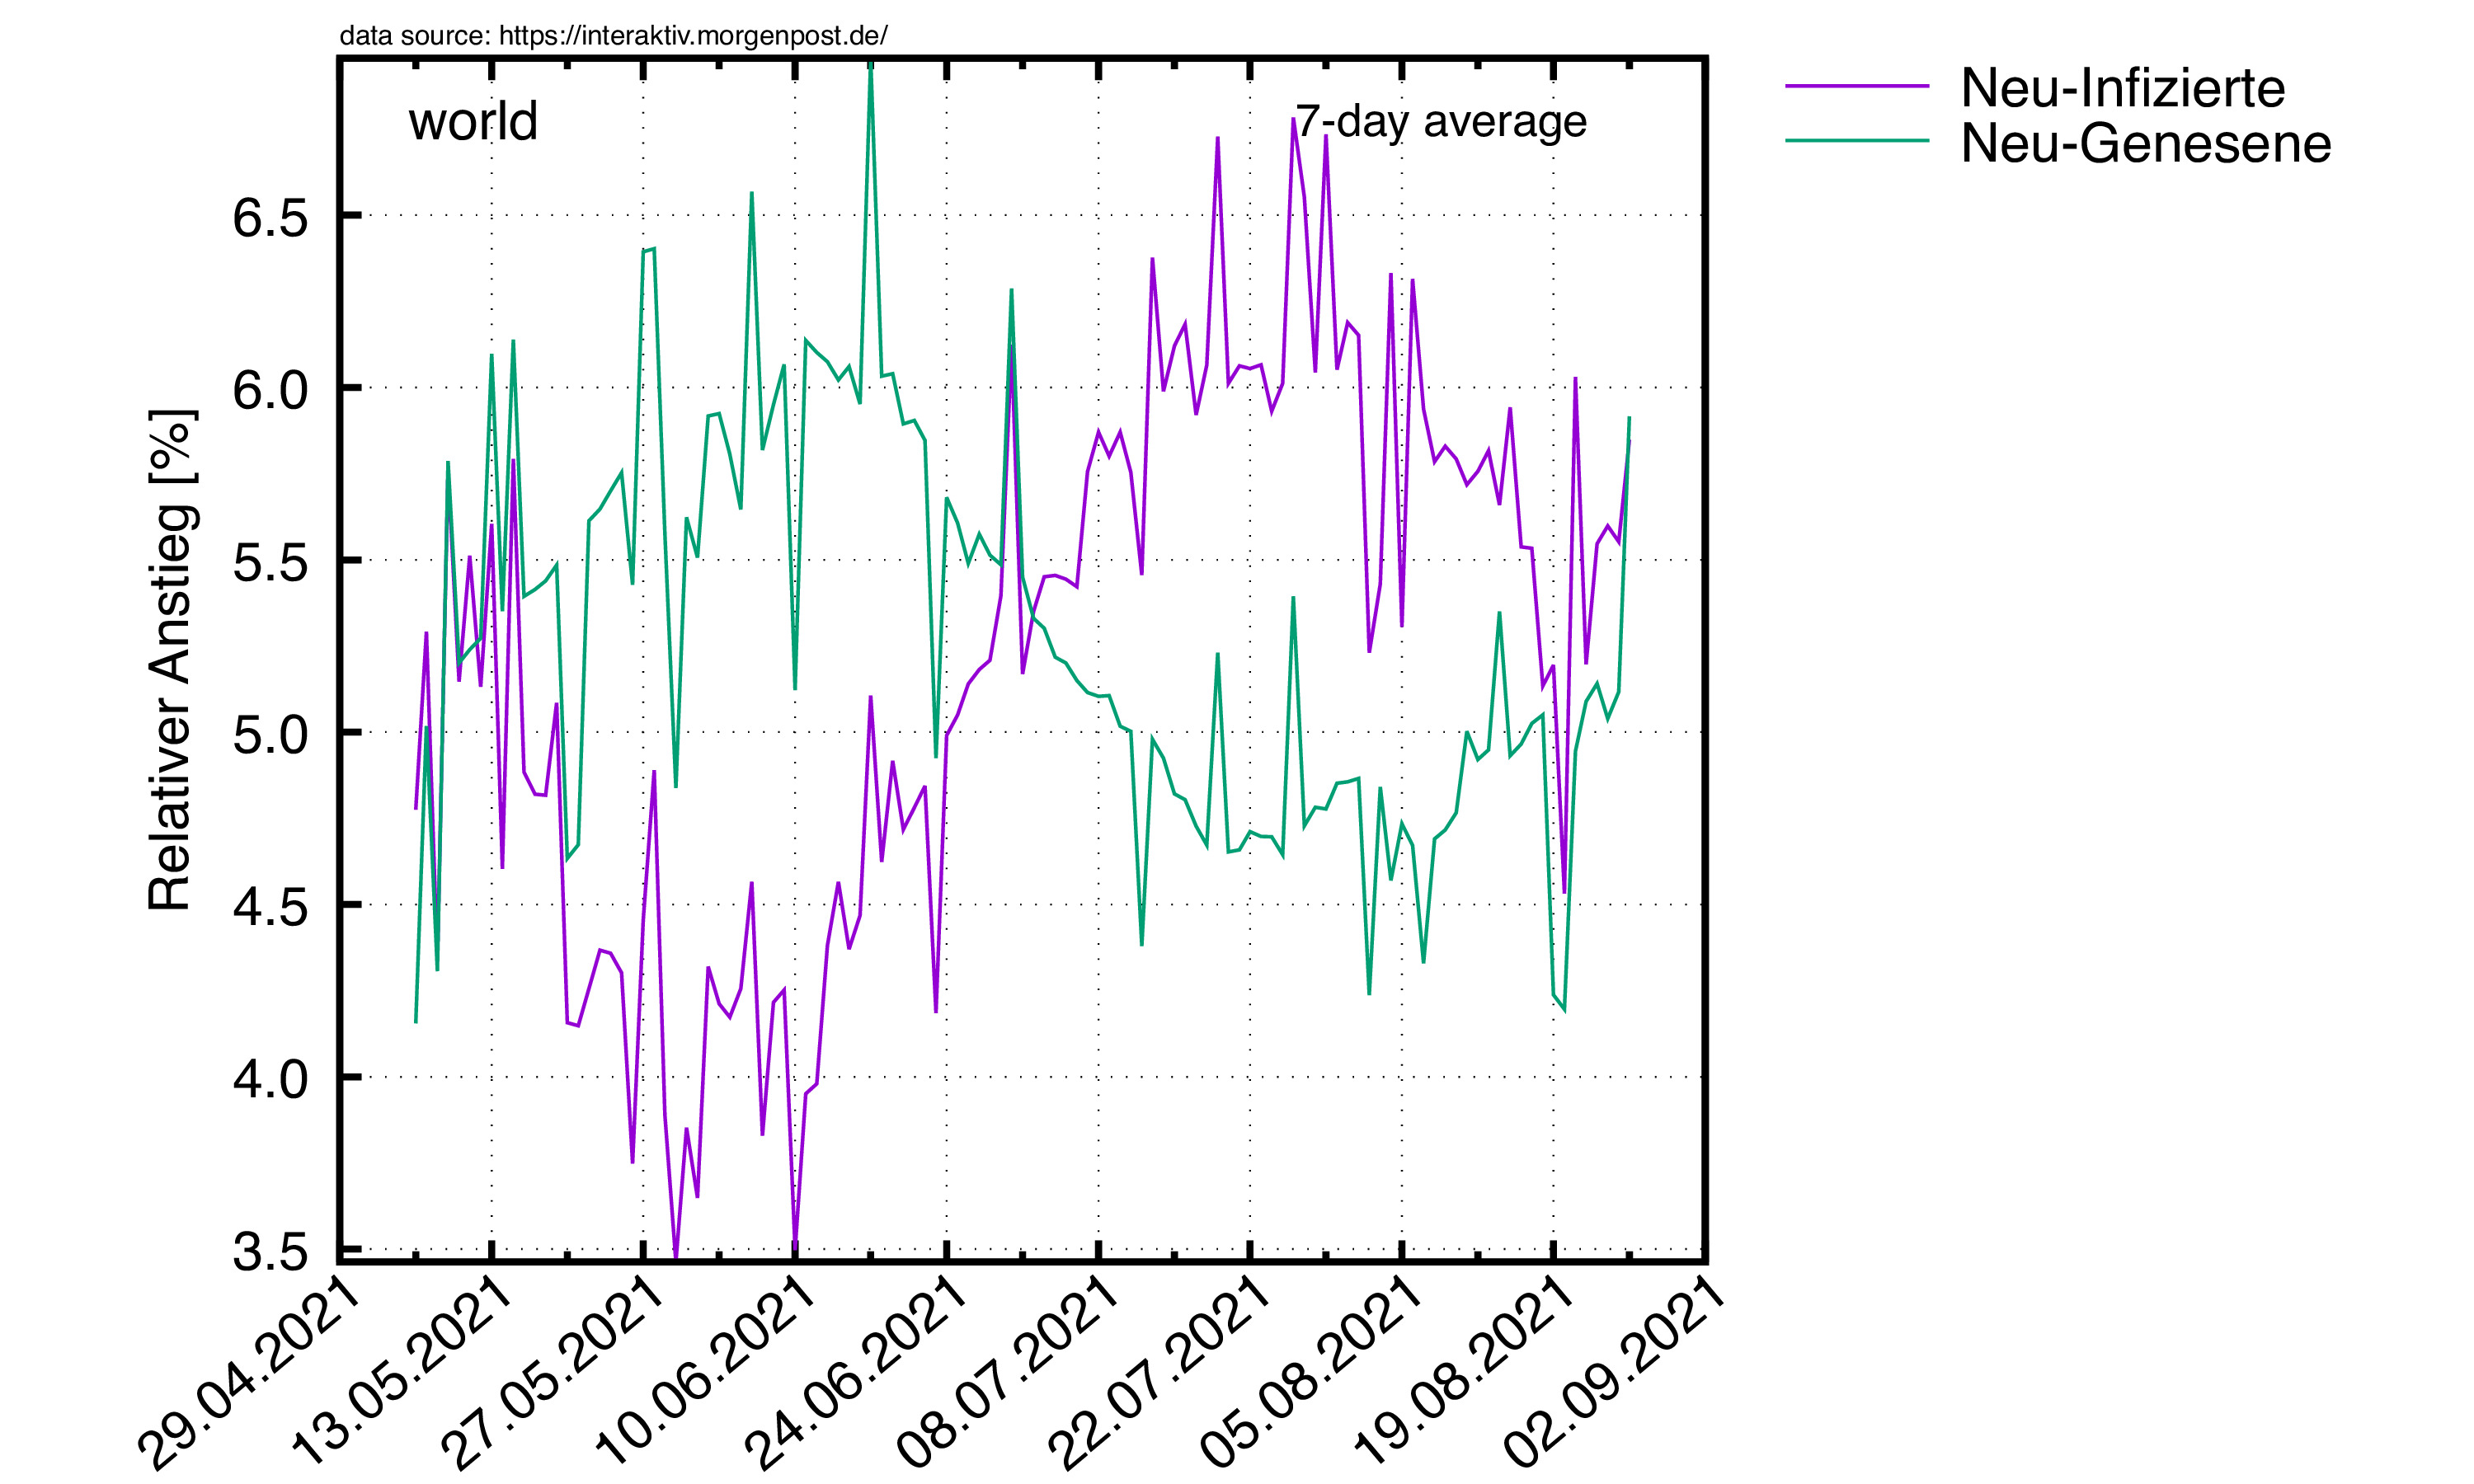 data source: https://interaktiv.morgenpost.de/
world
7-day average
Neu-Infizierte
Neu-Genesene
Relativer Anstieg [%]
6.5
6.0
5.5
5.0
4.5
4.0
3.5
29.04.2021
13.05.2021
27.05.2021
10.06.2021
24.06.2021
08.07.2021
22.07.2021
05.08.2021
19.08.2021
02.09.2021